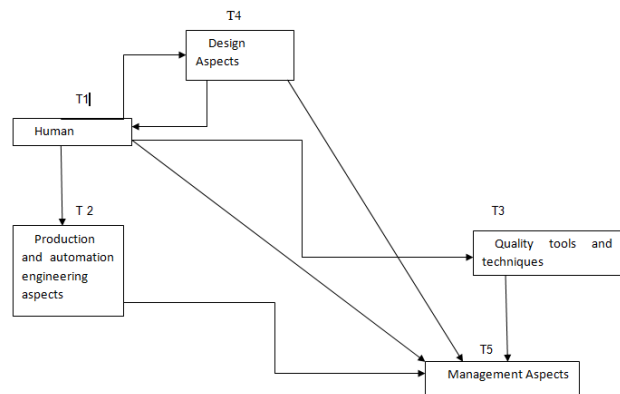 T4
Design
Aspects
T1
Human
T 2
Production
and automation
engineering
aspects
T3
Quality tools and
techniques
T5
Management Aspects